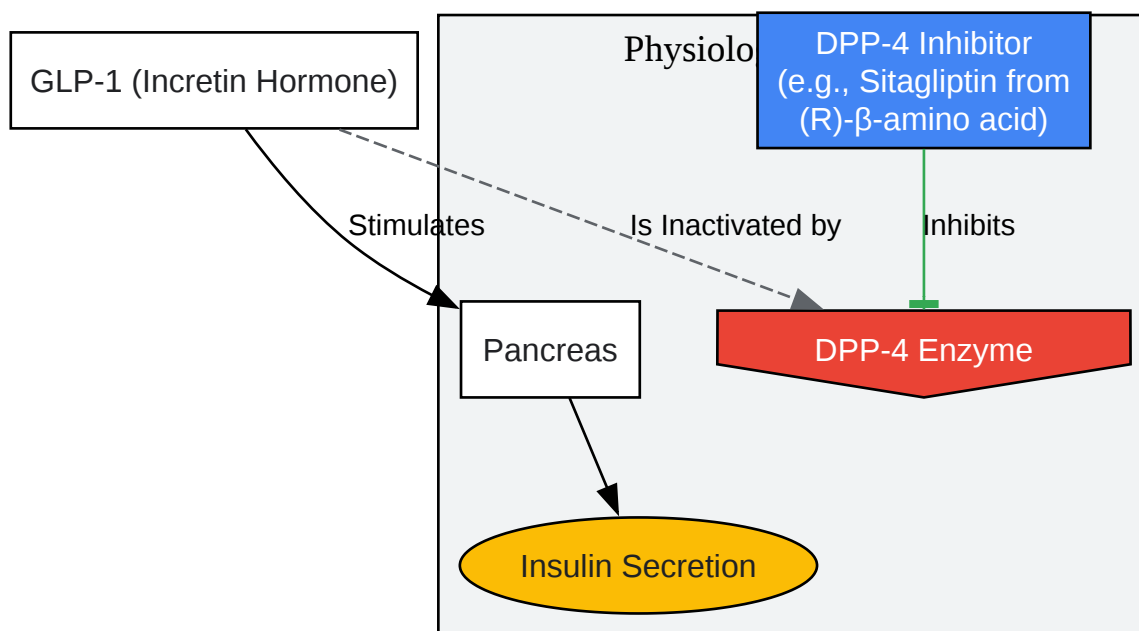 GLP-1 (Incretin Hormone)
DPP-4 Inhibitor
(e.g., Sitagliptin from
(R)-β-amino acid)
Stimulates
Is Inactivated by
Inhibits
Pancreas
DPP-4 Enzyme
Insulin Secretion